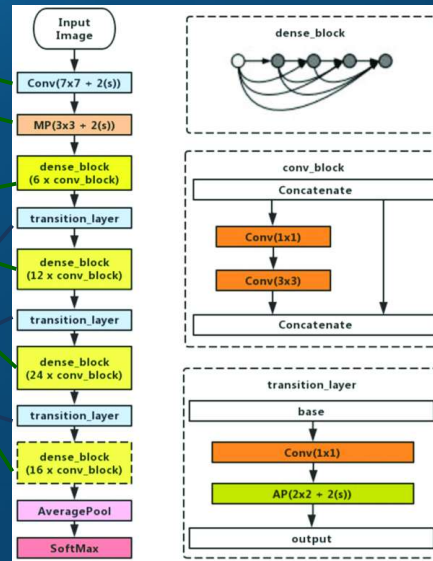 Input
Image
Conv(7x7 + 2(s))
MP(3x3 + 2(s))
dense_block
(6 x conv_block)
transition_layer
dense_block
(12 x conv_block)
transition_layer
dense_block
(24 x conv_block)
transition_layer
dense_block
(16 x conv_block)
AveragePool
SoftMax
dense_block
conv_block
Concatenate
Conv(1x1)
Conv(3x3)
Concatenate
transition_layer
base
Conv(1x1)
AP(2x2 + 2(s))
output